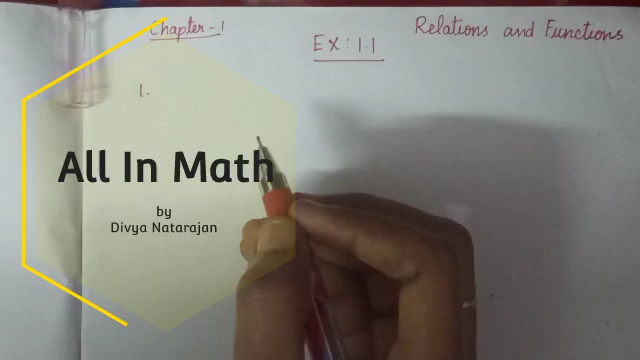 Chapter - 1
Relations and Functions
EX : 1.1
1.
All In Math
by
Divya Natarajan